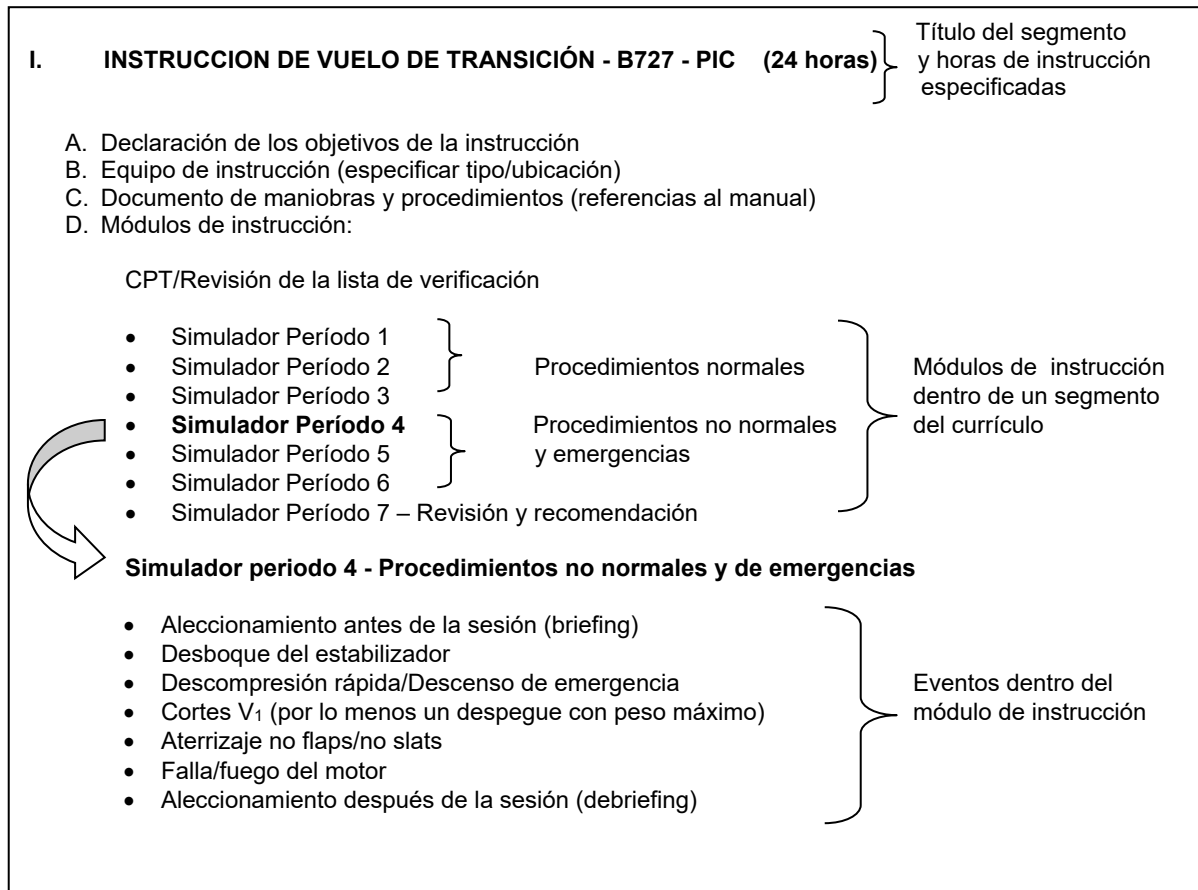 I. INSTRUCCION DE VUELO DE TRANSICIÓN - B727 - PIC (24 horas)
Título del segmento
y horas de instrucción
especificadas
A. Declaración de los objetivos de la instrucción
B. Equipo de instrucción (especificar tipo/ubicación)
C. Documento de maniobras y procedimientos (referencias al manual)
D. Módulos de instrucción:
CPT/Revisión de la lista de verificación
• Simulador Período 1
• Simulador Período 2
• Simulador Período 3
Procedimientos normales
• Simulador Período 4
• Simulador Período 5
• Simulador Período 6
Procedimientos no normales
y emergencias
• Simulador Período 7 – Revisión y recomendación
Módulos de instrucción
dentro de un segmento
del currículo
Simulador periodo 4 - Procedimientos no normales y de emergencias
• Aleccionamiento antes de la sesión (briefing)
• Desboque del estabilizador
• Descompresión rápida/Descenso de emergencia
• Cortes V₁ (por lo menos un despegue con peso máximo)
• Aterrizaje no flaps/no slats
• Falla/fuego del motor
• Aleccionamiento después de la sesión (debriefing)
Eventos dentro del
módulo de instrucción